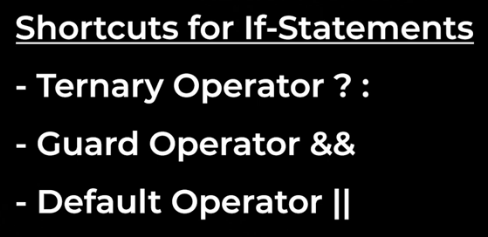 Shortcuts for If-Statements
- Ternary Operator ? :
- Guard Operator &&
- Default Operator ||